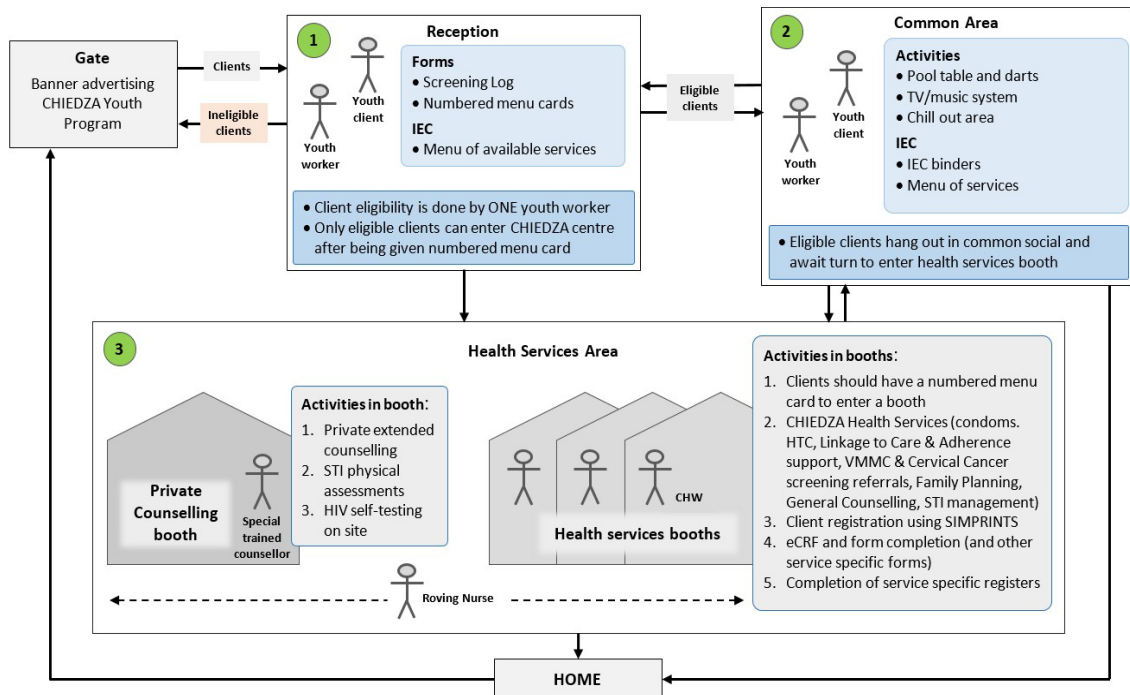 Gate
Banner advertising
CHIEDZA Youth
Program
Clients
Ineligible
clients
1
Reception
Youth
client
Youth
worker
Forms
• Screening Log
• Numbered menu cards
IEC
• Menu of available services
• Client eligibility is done by ONE youth worker
• Only eligible clients can enter CHIEDZA centre
after being given numbered menu card
Eligible
clients
2
Common Area
Youth
client
Youth
worker
Activities
• Pool table and darts
• TV/music system
• Chill out area
IEC
• IEC binders
• Menu of services
• Eligible clients hang out in common social and
await turn to enter health services booth
3
Health Services Area
Private
Counselling
booth
Special
trained
counsellor
Activities in booth:
1. Private extended
counselling
2. STI physical
assessments
3. HIV self-testing
on site
CHW
Health services booths
Roving Nurse
Activities in booths:
1. Clients should have a numbered menu
card to enter a booth
2. CHIEDZA Health Services (condoms.
HTC, Linkage to Care & Adherence
support, VMMC & Cervical Cancer
screening referrals, Family Planning,
General Counselling, STI management)
3. Client registration using SIMPRINTS
4. eCRF and form completion (and other
service specific forms)
5. Completion of service specific registers
HOME